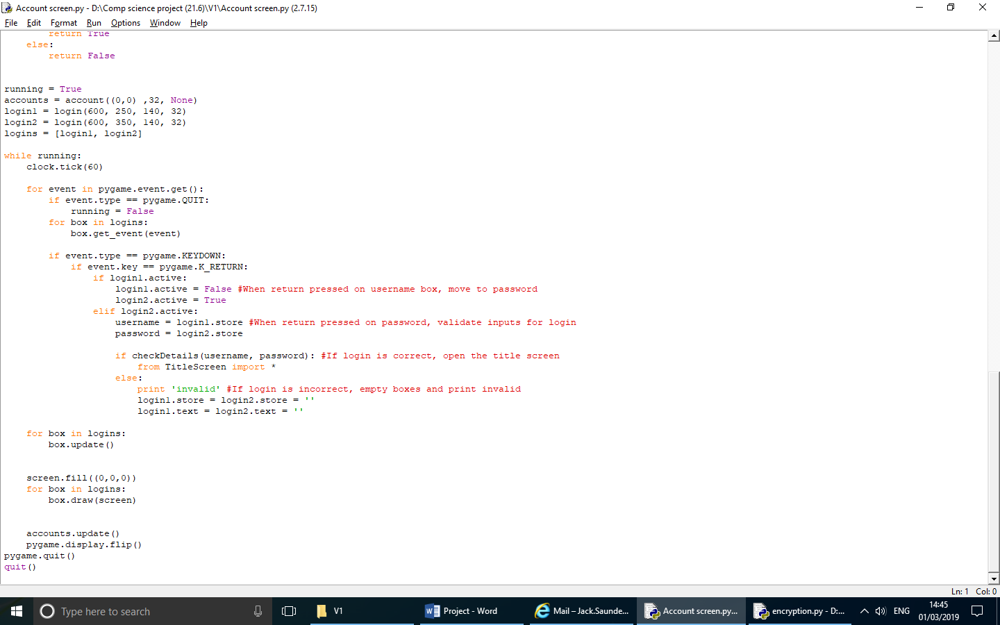 Account screen.py - D:\Comp science project (21.6)\V1\Account screen.py (2.7.15)
File Edit Format Run Options Window Help
        return True
    else:
        return False
running = True
accounts = account((0,0) ,32, None)
login1 = login(600, 250, 140, 32)
login2 = login(600, 350, 140, 32)
logins = [login1, login2]
while running:
    clock.tick(60)
    for event in pygame.event.get():
        if event.type == pygame.QUIT:
            running = False
        for box in logins:
            box.get_event(event)
        if event.type == pygame.KEYDOWN:
            if event.key == pygame.K_RETURN:
                if login1.active:
                    login1.active = False #When return pressed on username box, move to password
                    login2.active = True
                elif login2.active:
                    username = login1.store #When return pressed on password, validate inputs for login
                    password = login2.store
                    if checkDetails(username, password): #If login is correct, open the title screen
                        from TitleScreen import *
                    else:
                        print 'invalid' #If login is incorrect, empty boxes and print invalid
                        login1.store = login2.store = ''
                        login1.text = login2.text = ''
    for box in logins:
        box.update()
    screen.fill((0,0,0))
    for box in logins:
        box.draw(screen)
    accounts.update()
    pygame.display.flip()
pygame.quit()
quit()
Ln: 1 Col: 0
Type here to search
V1
Project - Word
Mail – Jack.Saunde...
Account screen.py...
encryption.py - D:...
ENG
14:45
01/03/2019